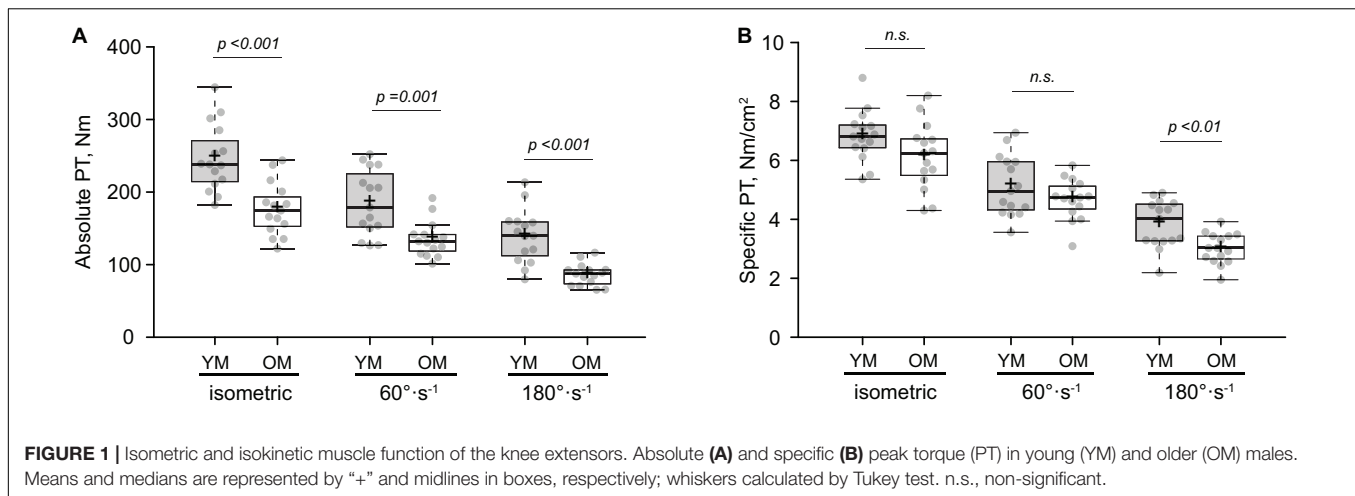 A
Absolute PT, Nm
400
300
200
100
0
p <0.001
p =0.001
p <0.001
YM OM YM OM YM OM
isometric 60°·s-1 180°·s-1
B
Specific PT, Nm/cm2
10
8
6
4
2
0
n.s.
n.s.
p <0.01
YM OM YM OM YM OM
isometric 60°·s-1 180°·s-1
FIGURE 1 | Isometric and isokinetic muscle function of the knee extensors. Absolute (A) and specific (B) peak torque (PT) in young (YM) and older (OM) males.
Means and medians are represented by “+” and midlines in boxes, respectively; whiskers calculated by Tukey test. n.s., non-significant.